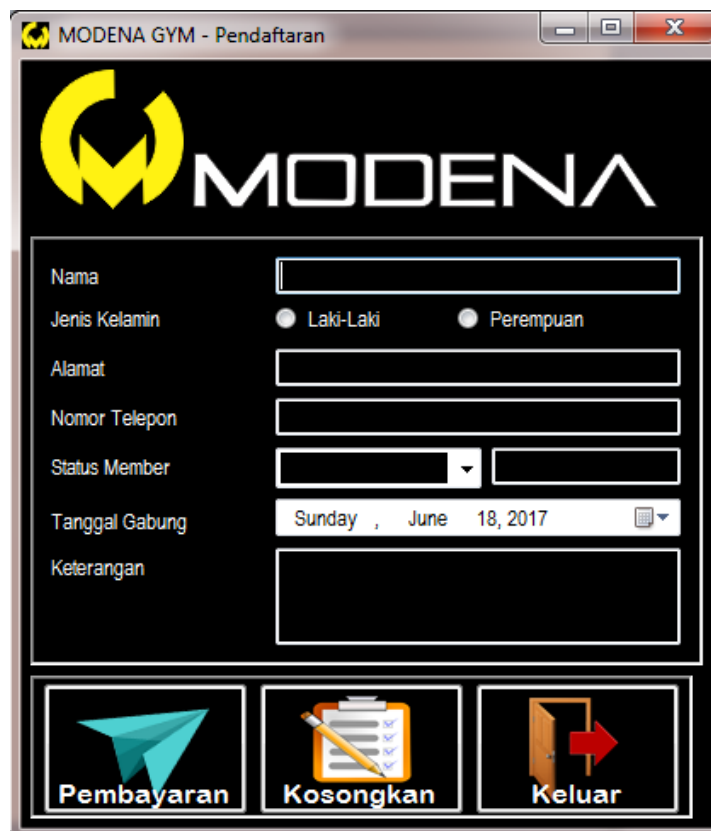 MODENA GYM - Pendaftaran
MODENA
Nama
Jenis Kelamin Laki-Laki Perempuan
Alamat
Nomor Telepon
Status Member
Tanggal Gabung Sunday , June 18, 2017
Keterangan
Pembayaran Kosongkan Keluar